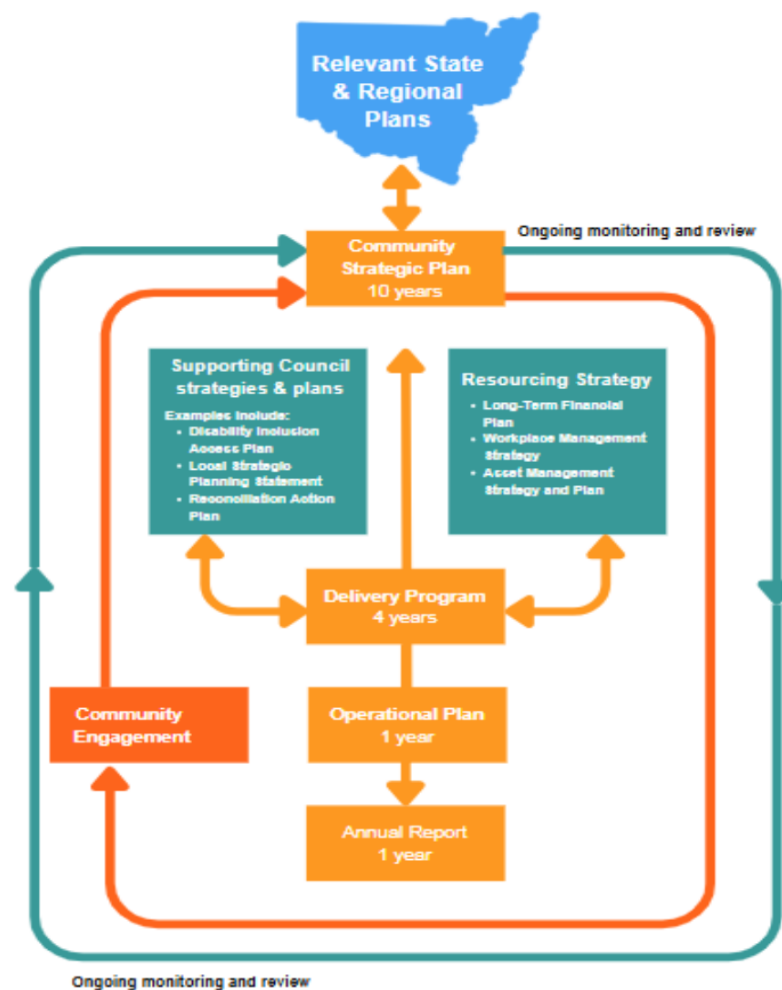 Relevant State
& Regional
Plans
Ongoing monitoring and review
Community
Strategic Plan
10 years
Supporting Council
strategies & plans
Examples Include:
• Disability Inclusion
Access Plan
• Local Strategic
Planning Statement
• Reconciliation Action
Plan
Resourcing Strategy
• Long-Term Financial
Plan
• Workplace Management
Strategy
• Asset Management
Strategy and Plan
Delivery Program
4 years
Community
Engagement
Operational Plan
1 year
Annual Report
1 year
Ongoing monitoring and review